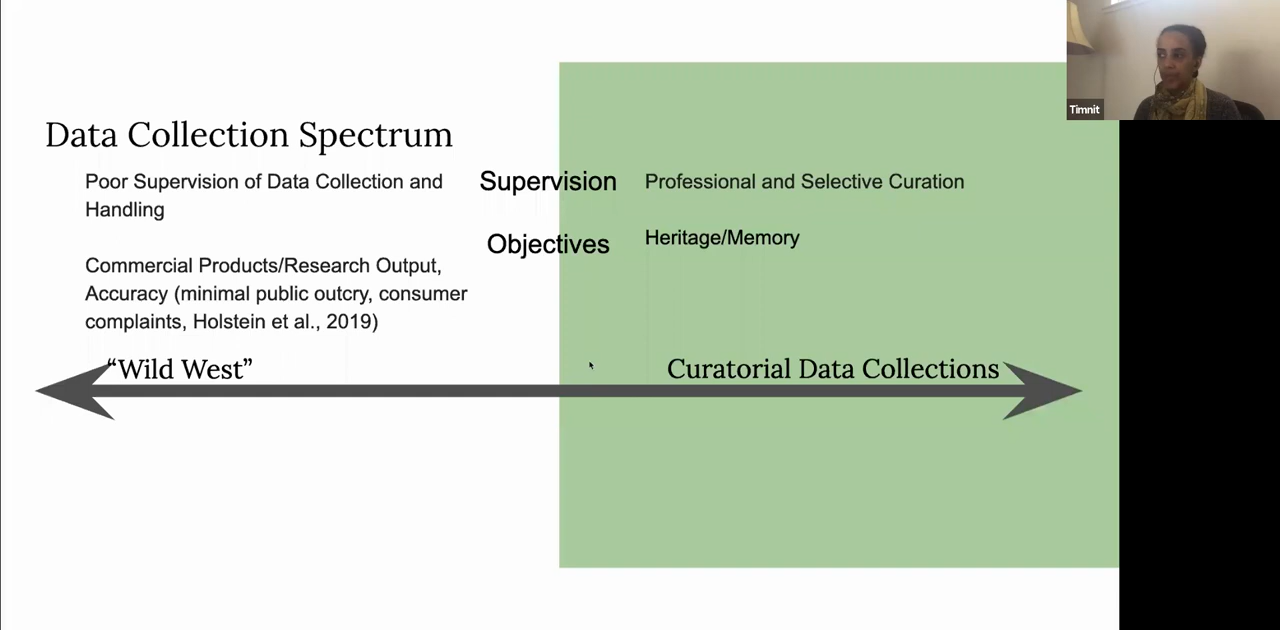 Data Collection Spectrum
Poor Supervision of Data Collection and
Handling
Supervision
Professional and Selective Curation
Objectives
Heritage/Memory
Commercial Products/Research Output,
Accuracy (minimal public outcry, consumer
complaints, Holstein et al., 2019)
“Wild West”
Curatorial Data Collections
Timnit